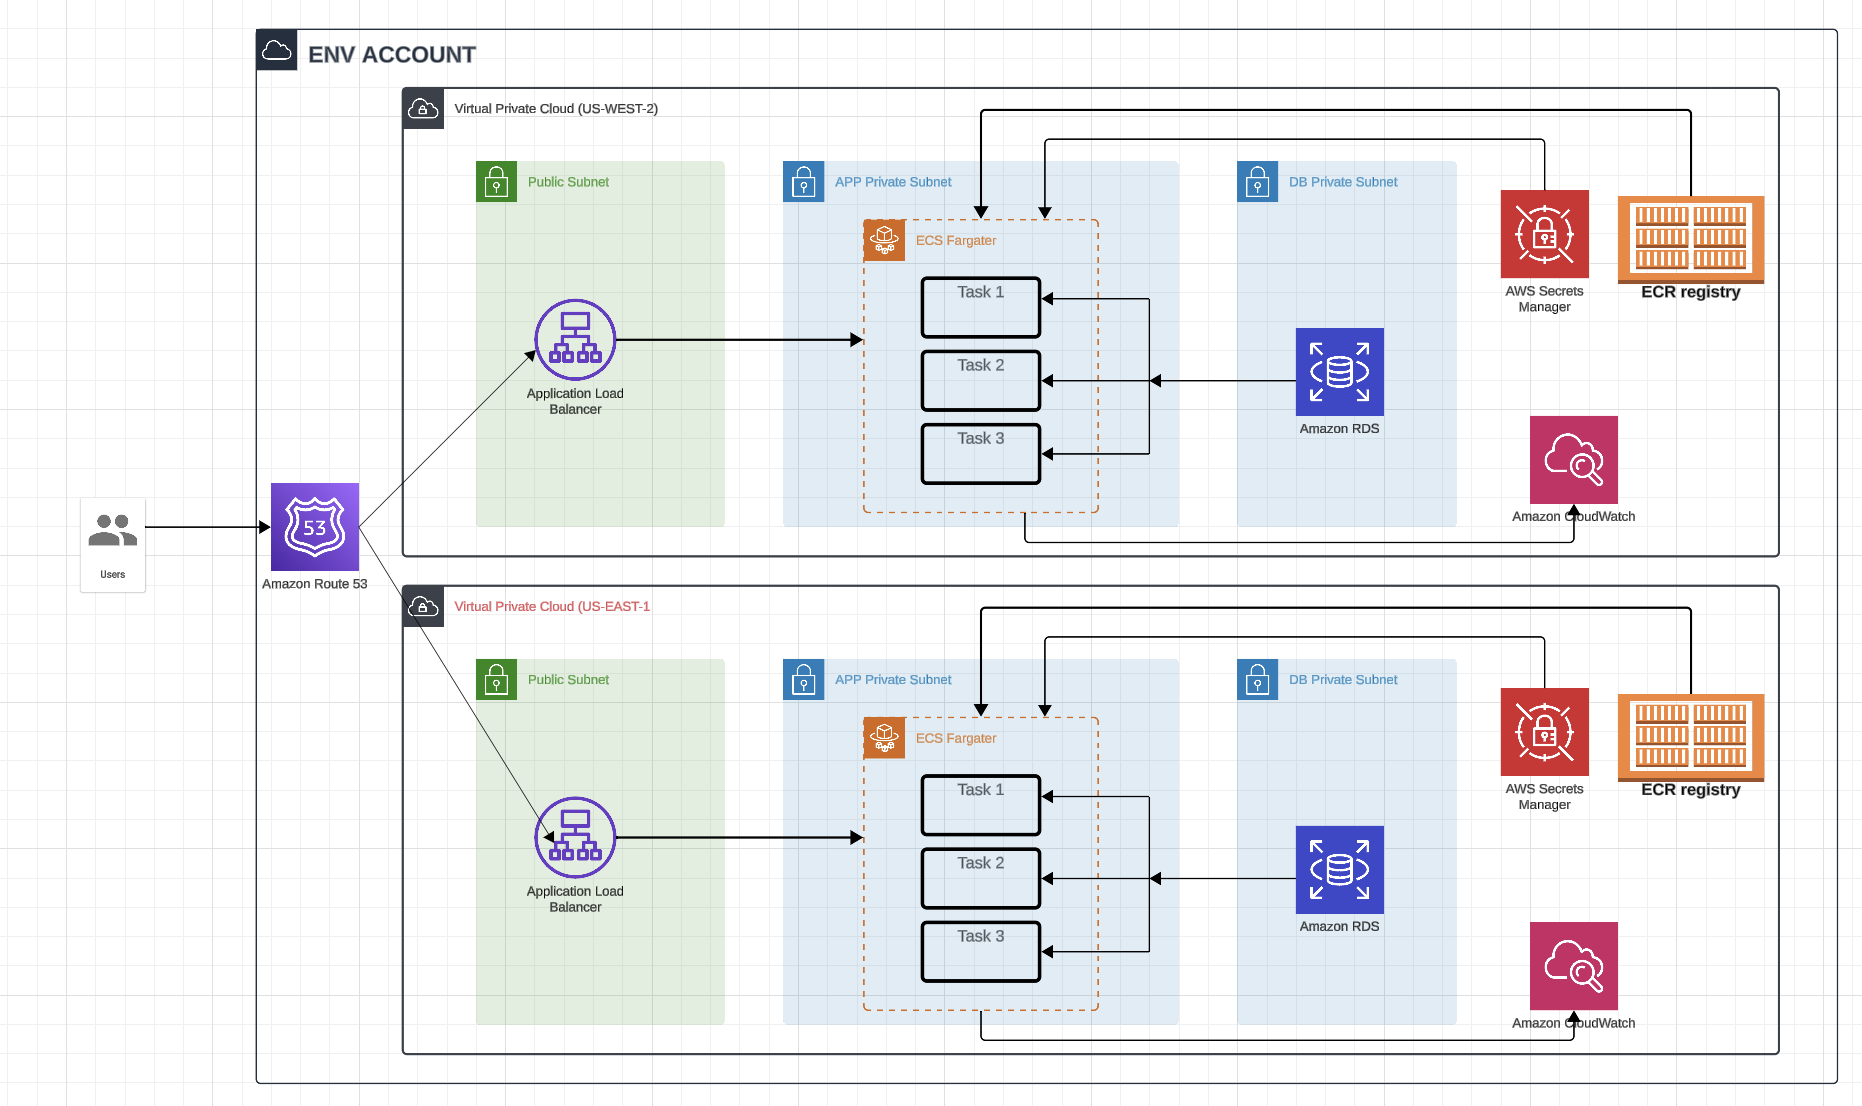 ENV ACCOUNT
Virtual Private Cloud (US-WEST-2)
Public Subnet
APP Private Subnet
DB Private Subnet
ECS Fargater
Task 1
Task 2
Task 3
Application Load
Balancer
Amazon RDS
AWS Secrets
Manager
ECR registry
Amazon CloudWatch
Users
53
Amazon Route 53
Virtual Private Cloud (US-EAST-1
Public Subnet
APP Private Subnet
DB Private Subnet
ECS Fargater
Task 1
Task 2
Task 3
Application Load
Balancer
Amazon RDS
AWS Secrets
Manager
ECR registry
Amazon CloudWatch